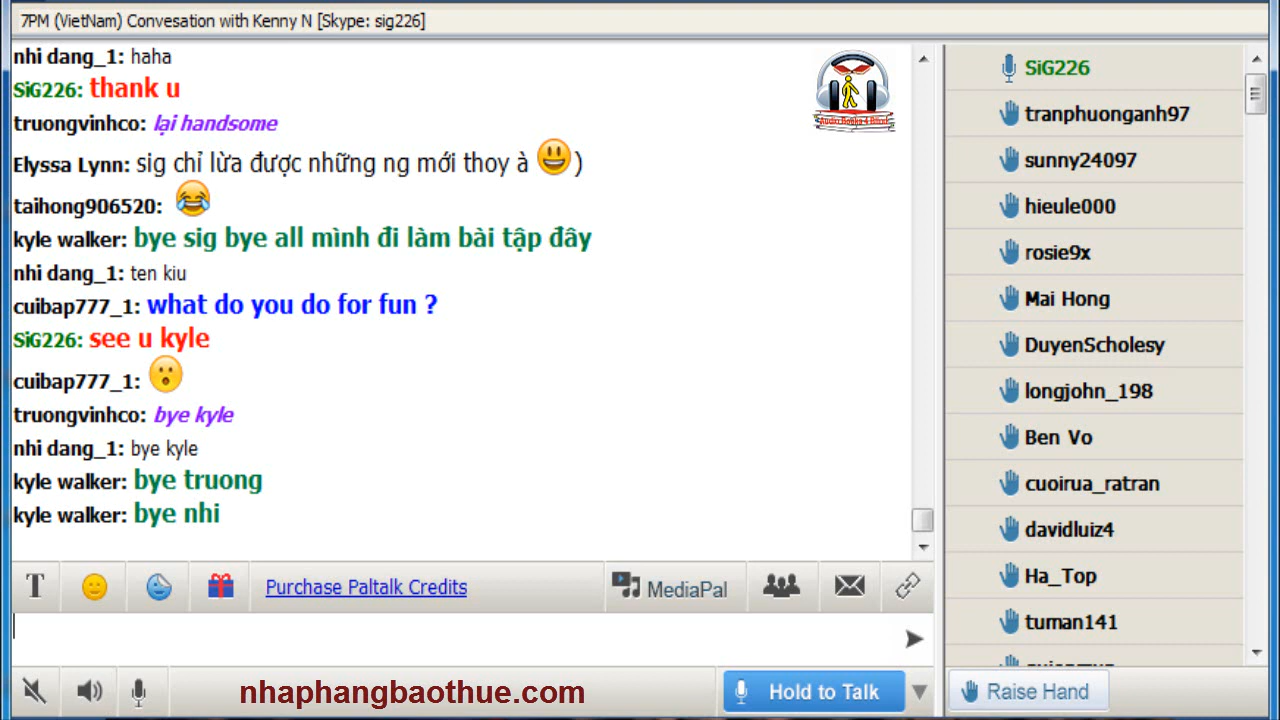 7PM (VietNam) Convesation with Kenny N [Skype: sig226]
nhi dang_1: haha
SiG226: thank u
truongvinhco: lại handsome
Elyssa Lynn: sig chỉ lừa được những ng mới thoy à 😃)
taihong906520: 😂
kyle walker: bye sig bye all mình đi làm bài tập đây
nhi dang_1: ten kiu
cuibap777_1: what do you do for fun ?
SiG226: see u kyle
cuibap777_1: 😮
truongvinhco: bye kyle
nhi dang_1: bye kyle
kyle walker: bye truong
kyle walker: bye nhi
SiG226
tranphuonganh97
sunny24097
hieule000
rosie9x
Mai Hong
DuyenScholesy
longjohn_198
Ben Vo
cuoirua_ratran
davidluiz4
Ha_Top
tuman141
T
Purchase Paltalk Credits
MediaPal
nhaphangbaothue.com
Hold to Talk
Raise Hand